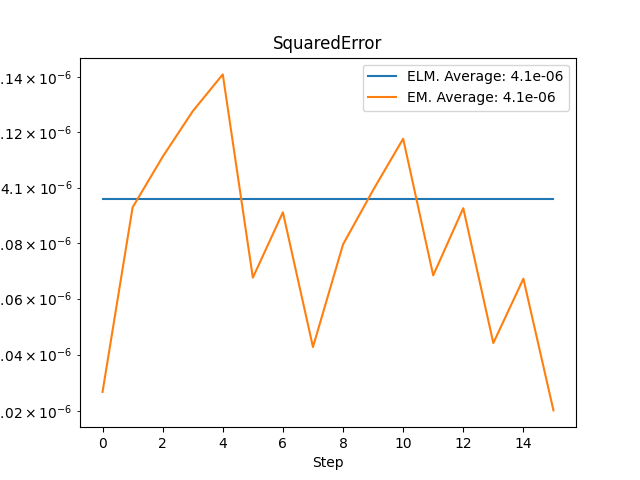 SquaredError
ELM. Average: 4.1e-06
EM. Average: 4.1e-06
.14 × 10⁻⁶
.12 × 10⁻⁶
4.1 × 10⁻⁶
.08 × 10⁻⁶
.06 × 10⁻⁶
.04 × 10⁻⁶
.02 × 10⁻⁶
0 2 4 6 8 10 12 14
Step